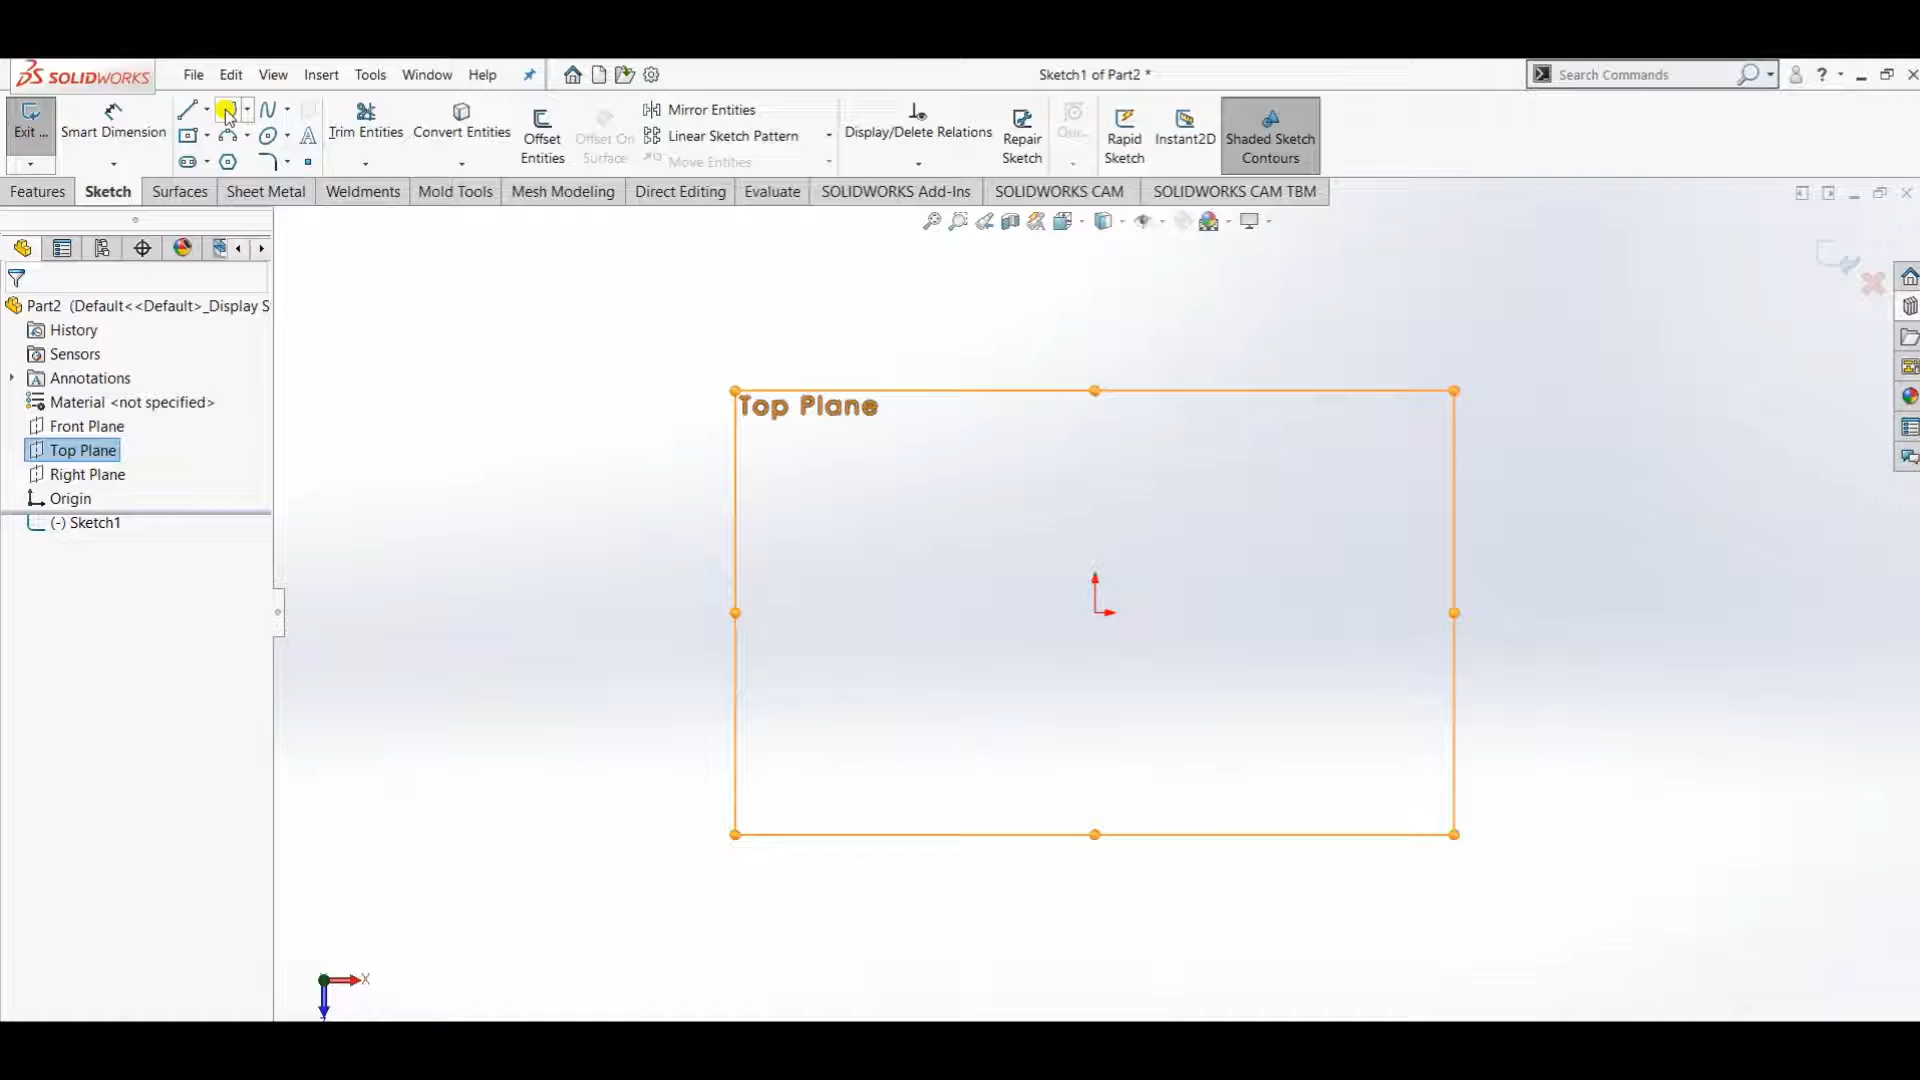 SOLIDWORKS File Edit View Insert Tools Window Help Sketch1 of Part2 * Search Commands ?
Exit ... Smart Dimension Trim Entities Convert Entities Offset Entities Offset On Surface Mirror Entities Linear Sketch Pattern Move Entities Display/Delete Relations Repair Sketch Quic... Rapid Sketch Instant2D Shaded Sketch Contours
Features Sketch Surfaces Sheet Metal Weldments Mold Tools Mesh Modeling Direct Editing Evaluate SOLIDWORKS Add-Ins SOLIDWORKS CAM SOLIDWORKS CAM TBM
Part2 (Default<<Default>_Display S
History
Sensors
Annotations
Material <not specified>
Front Plane
Top Plane
Right Plane
Origin
(-) Sketch1
Top Plane
X